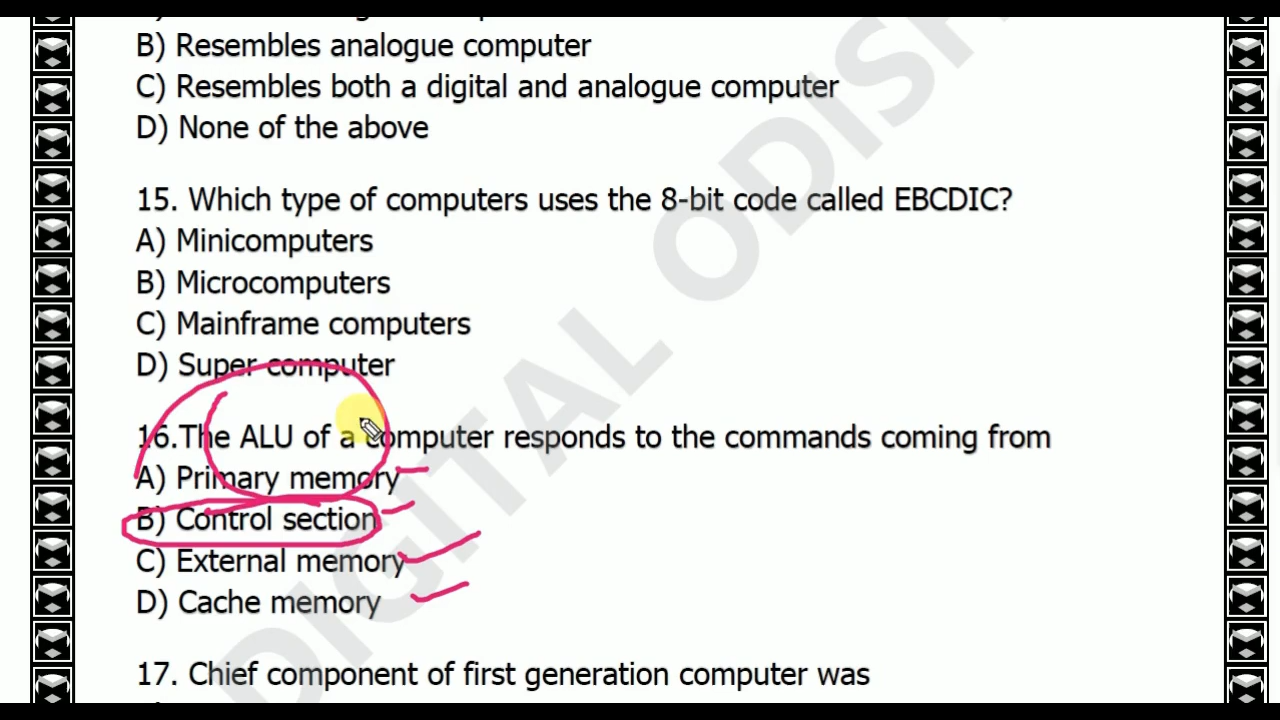 B) Resembles analogue computer
C) Resembles both a digital and analogue computer
D) None of the above
15. Which type of computers uses the 8-bit code called EBCDIC?
A) Minicomputers
B) Microcomputers
C) Mainframe computers
D) Super computer
16.The ALU of a computer responds to the commands coming from
A) Primary memory
B) Control section
C) External memory
D) Cache memory
17. Chief component of first generation computer was
DIGITAL ODISH